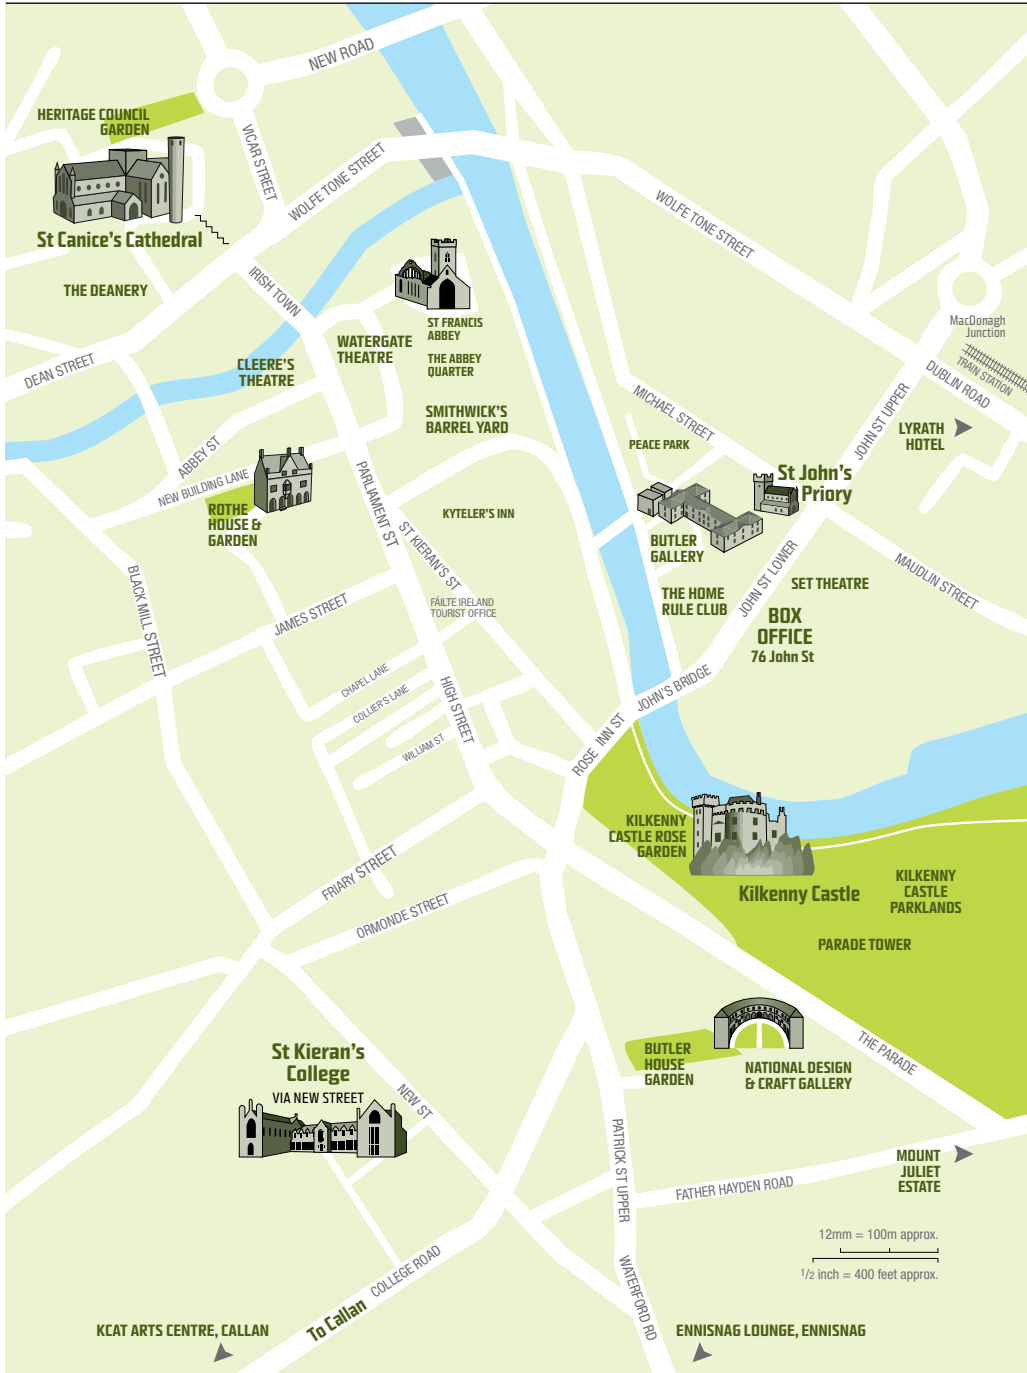 NEW ROAD
HERITAGE COUNCIL
GARDEN
VICAR STREET
WOLFE TONE STREET
WOLFE TONE STREET
St Canice's Cathedral
THE DEANERY
IRISH TOWN
ST FRANCIS
ABBEY
THE ABBEY
QUARTER
WATERGATE
THEATRE
CLEERE'S
THEATRE
DEAN STREET
MacDonagh
Junction
TRAIN STATION
DUBLIN ROAD
JOHN ST UPPER
LYRATH
HOTEL
MICHAEL STREET
SMITHWICK'S
BARREL YARD
PEACE PARK
ABBEY ST
NEW BUILDING LANE
ROTHE
HOUSE &
GARDEN
PARLIAMENT ST
KYTELER'S INN
ST KIERAN'S ST
St John's
Priory
BUTLER
GALLERY
MAUDLIN STREET
JOHN ST LOWER
SET THEATRE
THE HOME
RULE CLUB
BOX
OFFICE
76 John St
BLACK MILL STREET
JAMES STREET
FÁILTE IRELAND
TOURIST OFFICE
CHAPEL LANE
COLLIER'S LANE
WILLIAM ST
HIGH STREET
JOHN'S BRIDGE
ROSE INN ST
KILKENNY
CASTLE ROSE
GARDEN
Kilkenny Castle
KILKENNY
CASTLE
PARKLANDS
PARADE TOWER
FRIARY STREET
ORMONDE STREET
THE PARADE
BUTLER
HOUSE
GARDEN
NATIONAL DESIGN
& CRAFT GALLERY
St Kieran's
College
VIA NEW STREET
NEW ST
PATRICK ST UPPER
MOUNT
JULIET
ESTATE
FATHER HAYDEN ROAD
12mm = 100m approx.
1/2 inch = 400 feet approx.
COLLEGE ROAD
To Callan
WATERFORD RD
KCAT ARTS CENTRE, CALLAN
ENNISNAG LOUNGE, ENNISNAG